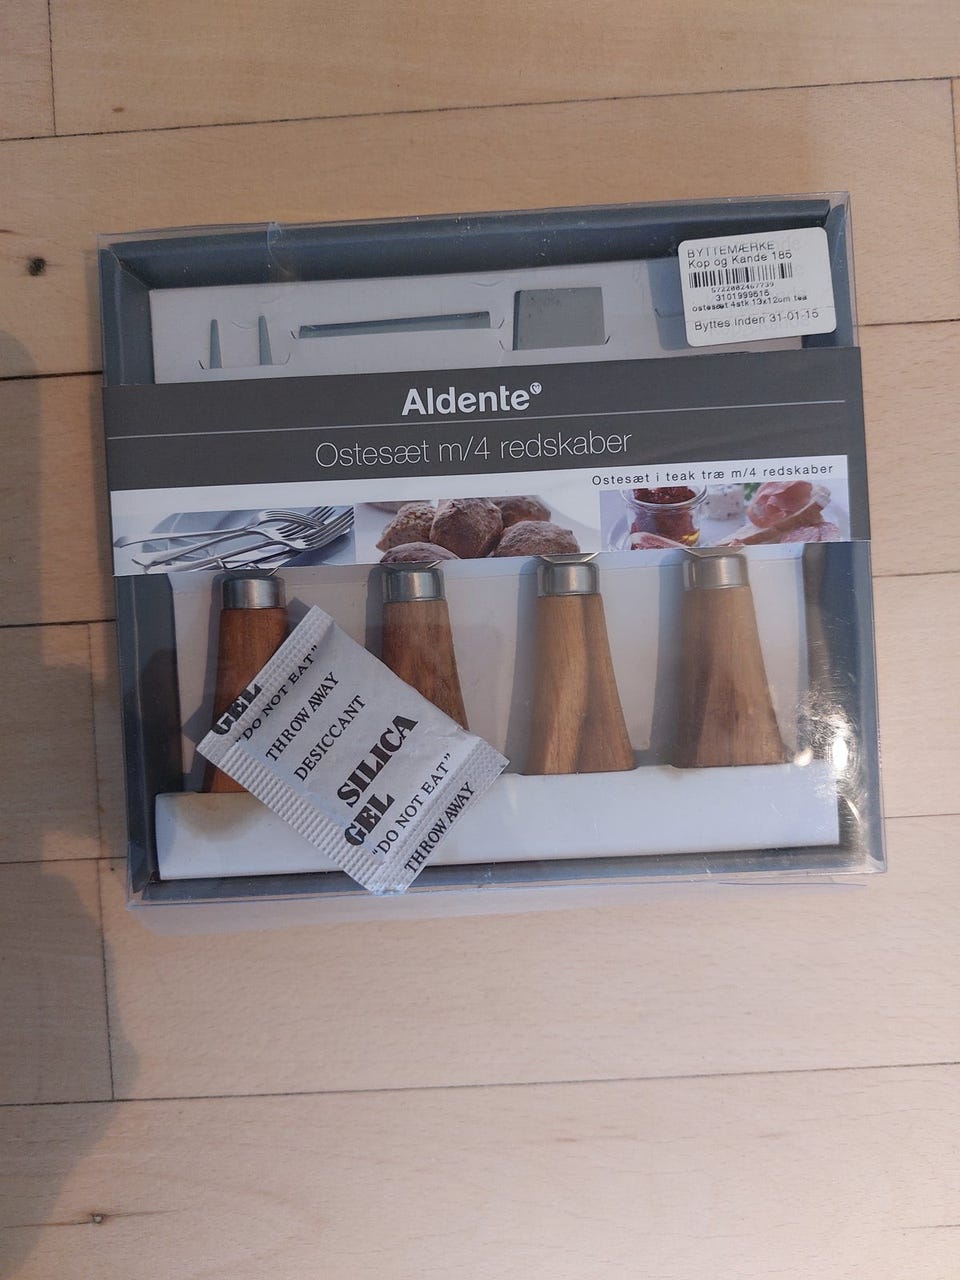 BYTTEMÆRKE
Kop og Kande 185
5722002467739
3101999515
ostesæt 4stk 13x12cm tea
Byttes inden 31-01-15
Aldente
Ostesæt m/4 redskaber
Ostesæt i teak træ m/4 redskaber
GEL
"DO NOT EAT"
THROW AWAY
DESICCANT
SILICA
GEL
"DO NOT EAT"
THROW AWAY